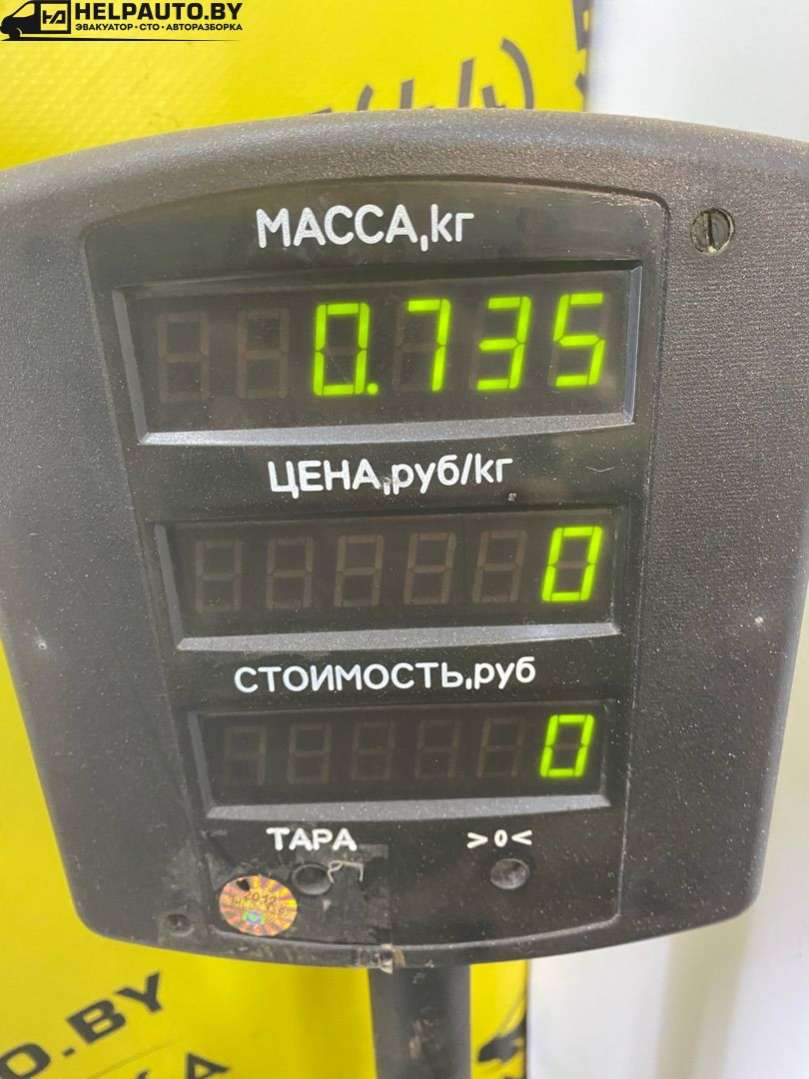 HELPAUTO.BY
ЭВАКУАТОР•СТО•АВТОРАЗБОРКА
МАССА,кг
0.735
ЦЕНА,руб/кг
0
СТОИМОСТЬ,руб
0
ТАРА >0<